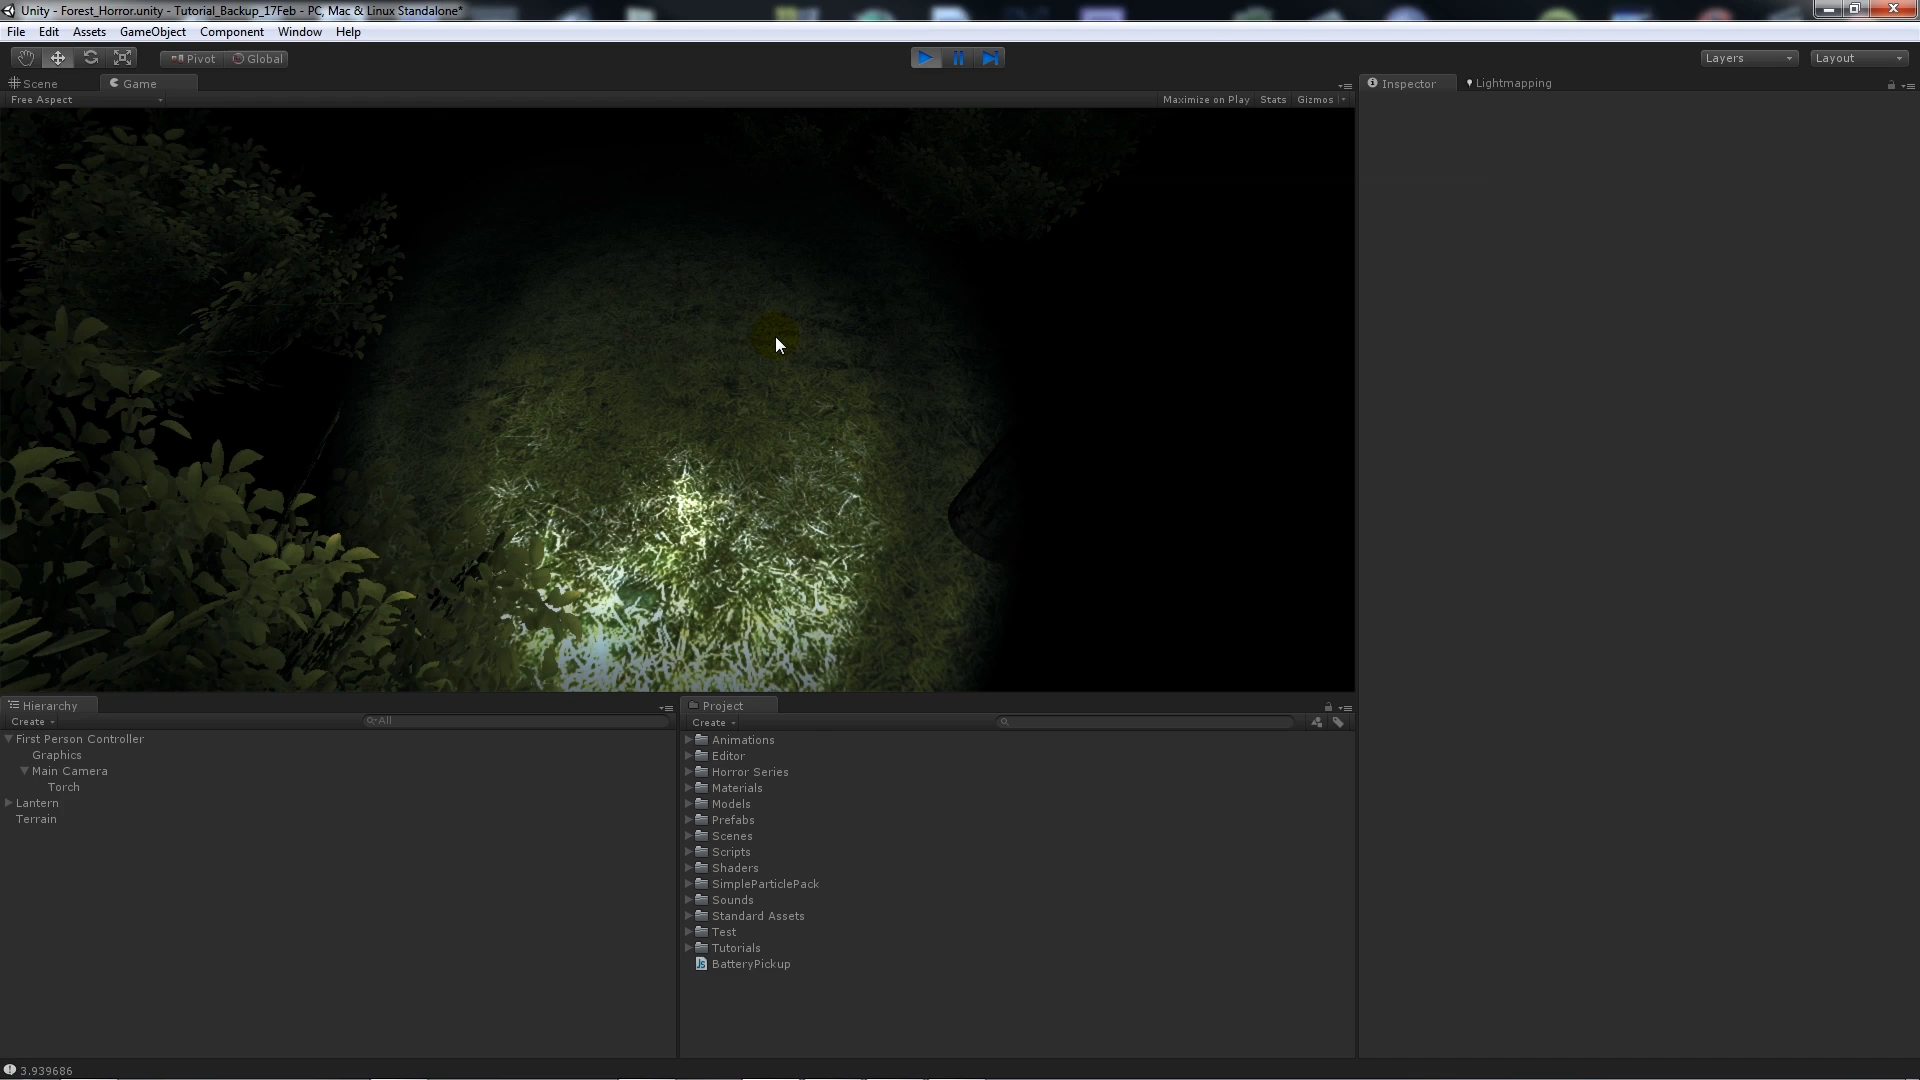 Unity - Forest_Horror.unity - Tutorial_Backup_17Feb - PC, Mac & Linux Standalone*
File Edit Assets GameObject Component Window Help
Pivot Global Layers Layout
Scene Game Inspector Lightmapping
Free Aspect Maximize on Play Stats Gizmos
Hierarchy
Create All
First Person Controller
Graphics
Main Camera
Torch
Lantern
Terrain
Project
Create
Animations
Editor
Horror Series
Materials
Models
Prefabs
Scenes
Scripts
Shaders
SimpleParticlePack
Sounds
Standard Assets
Test
Tutorials
Js BatteryPickup
3.939686